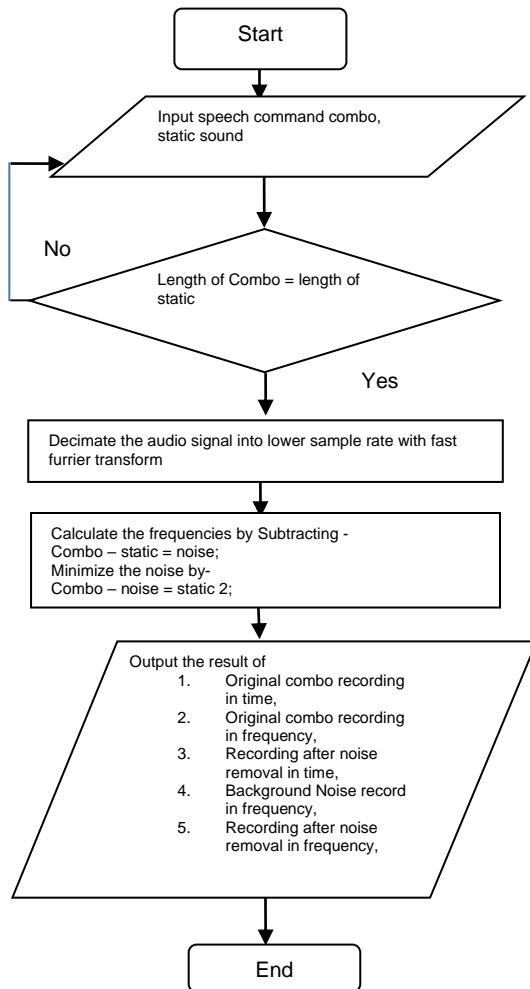 Start
Input speech command combo,
static sound
No
Length of Combo = length of
static
Yes
Decimate the audio signal into lower sample rate with fast
furrier transform
Calculate the frequencies by Subtracting -
Combo – static = noise;
Minimize the noise by-
Combo – noise = static 2;
Output the result of
1. Original combo recording
in time,
2. Original combo recording
in frequency,
3. Recording after noise
removal in time,
4. Background Noise record
in frequency,
5. Recording after noise
removal in frequency,
End